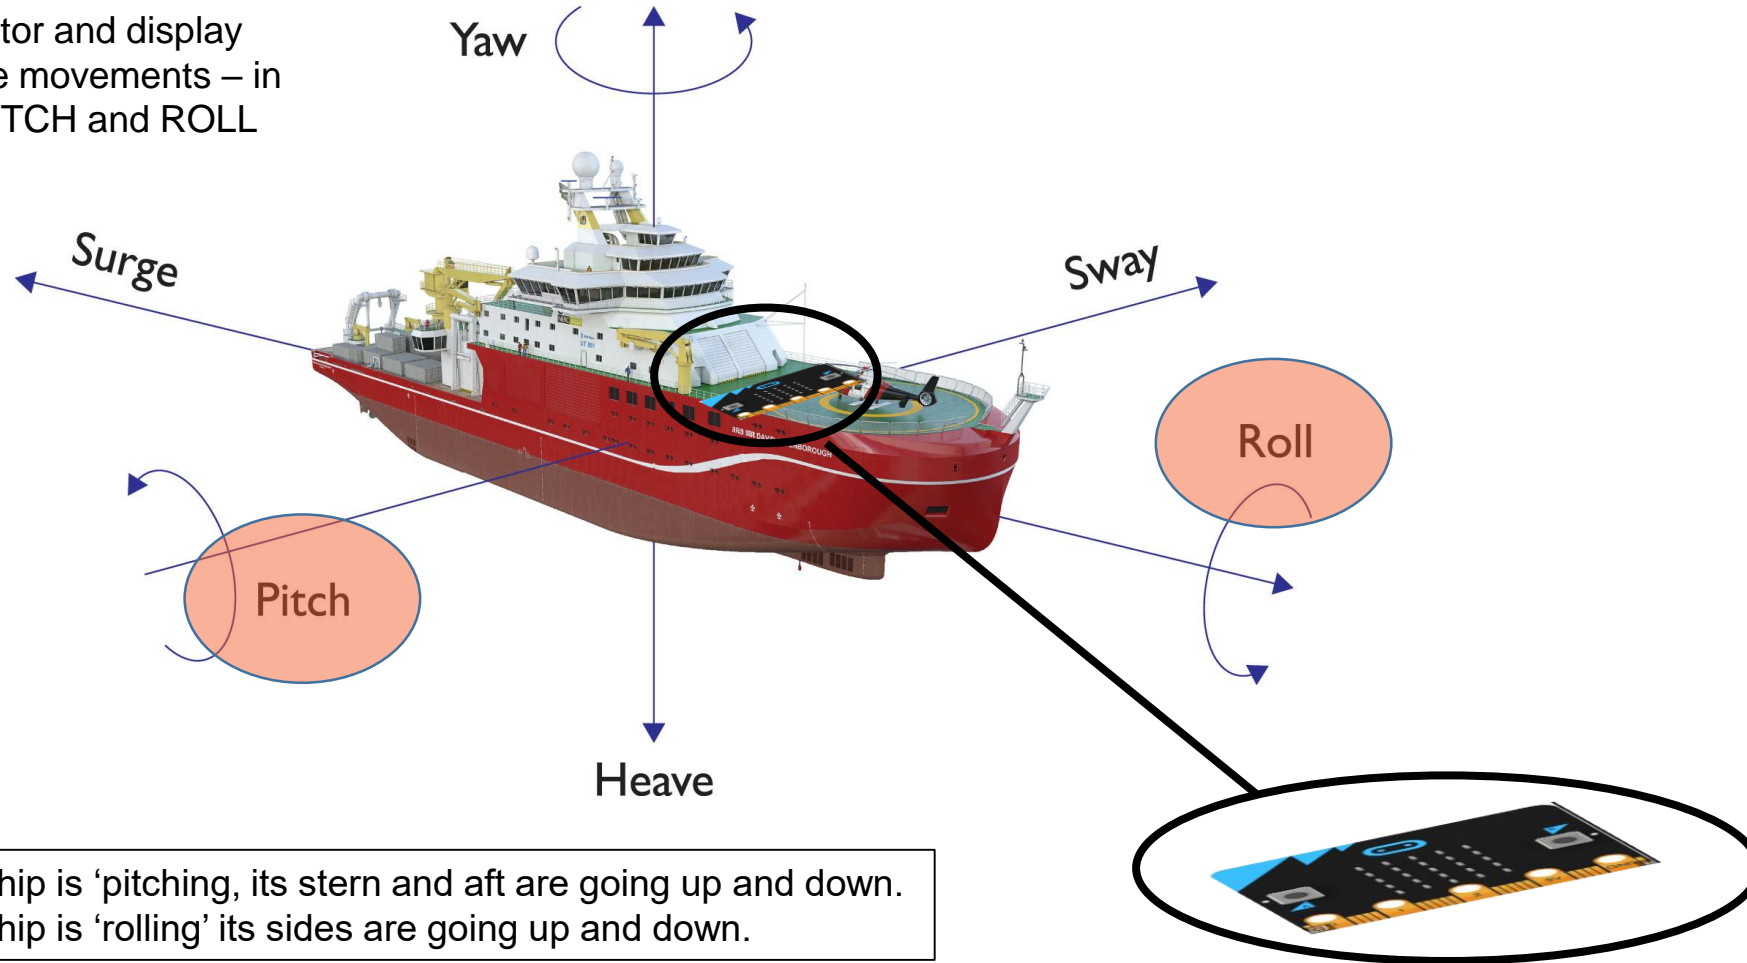 tor and display
e movements – in
TCH and ROLL
Yaw
Surge
Sway
Roll
Pitch
Heave
hip is ‘pitching, its stern and aft are going up and down.
hip is ‘rolling’ its sides are going up and down.